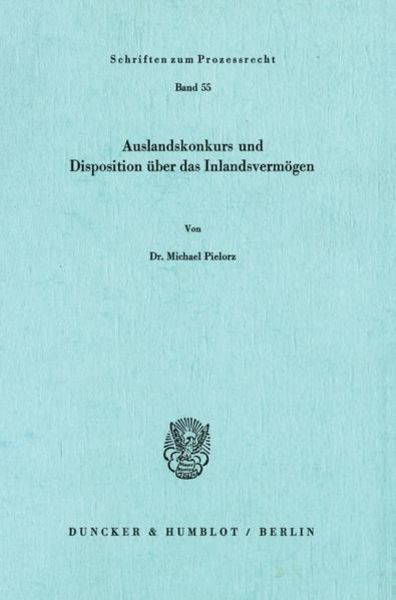 Schriften zum Prozessrecht
Band 55
Auslandskonkurs und
Disposition über das Inlandsvermögen
Von
Dr. Michael Pielorz
DUNCKER & HUMBLOT / BERLIN